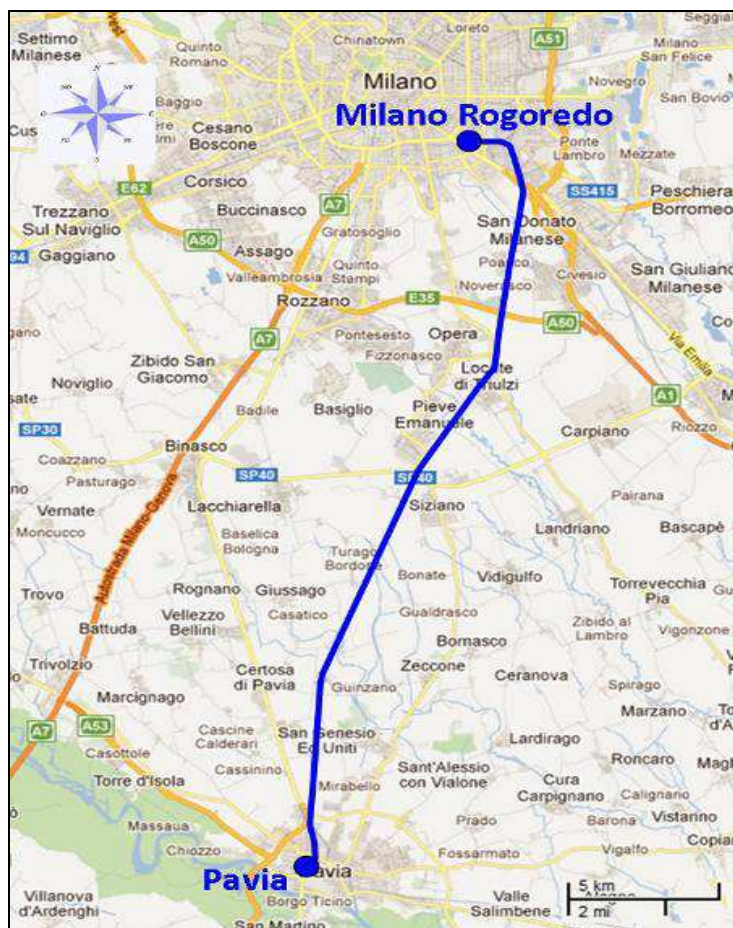 Settimo
Milanese
Quinto
Romano
Chinatown
Loreto
A51
Segg
Milano
San Felice
Milano
Novegro
Baggio
San Bovio
Milano Rogoredo
Cus
Cesano
Boscone
Ponte
Lambro
Mezzate
E62
Corsico
SS415
Peschiera
Borromeo
Trezzano
Sul Naviglio
Buccinasco
A7
Gratosoglio
San Donato
Milanese
94
Gaggiano
A50
Assago
Valleambrosia
Quinto
Stampi
Poasco
Noverasco
Civesio
San Giuliano
Milanese
Rozzano
E35
A50
A7
Pontesesto
Opera
Fizzonasco
Via Emilia
Zibido San
Giacomo
Locate
di Triulzi
Noviglio
Badile
Basiglio
Pieve
Emanuele
A1
SP30
Riozzo
Carpiano
Binasco
Coazzano
Pasturago
SP40
SP40
Vernate
Moncucco
Lacchiarella
Siziano
Pairana
Landriano
Bascapè
Autostrada Milano-Genova
Baselica
Bologna
Turago
Bordone
Bonate
Vidigulfo
Trovo
Rognano
Giussago
Torrevecchia
Pia
Battuda
Vellezzo
Bellini
Casatico
Gualdrasco
Zibido al
Lambro
Vigonzone
Bornasco
Trivolzio
Certosa
di Pavia
Zeccone
Ceranova
Marcignago
Guinzano
Spirago
Marzano
A7
A53
Cascine
Calderari
San Genesio
Ed Uniti
Lardirago
Casottole
Cassinino
Roncaro
Torre d'Isola
Mirabello
Sant'Alessio
con Vialone
Cura
Carpignano
Calignano
Vistarino
Massaua
Prado
Barona
Copian
Chiozzo
Fossarmato
Vigalfo
Pavia
Pavia
5 km
2 mi
Villanova
d'Ardenghi
Borgo Ticino
Valle
Salimbene
San Martino